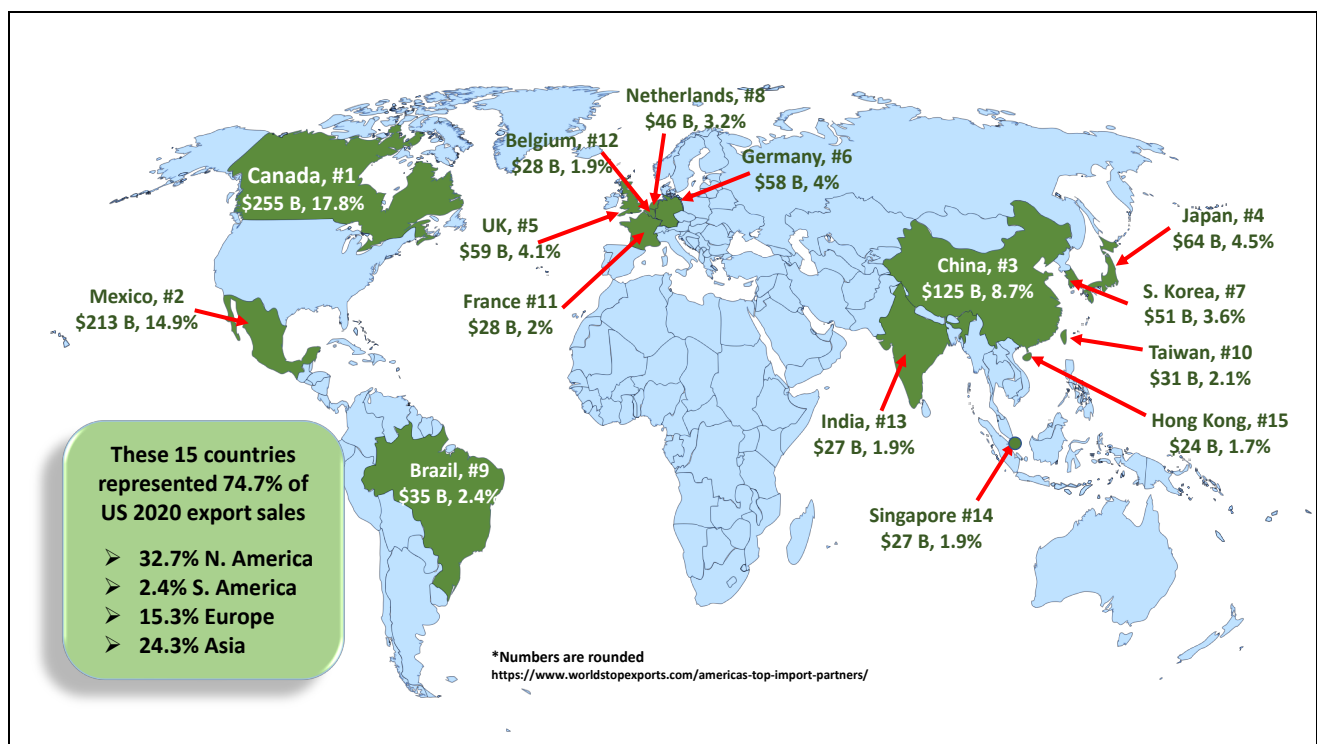 Netherlands, #8
$46 B, 3.2%
Belgium, #12
$28 B, 1.9%
Germany, #6
$58 B, 4%
Canada, #1
$255 B, 17.8%
UK, #5
$59 B, 4.1%
Japan, #4
$64 B, 4.5%
China, #3
$125 B, 8.7%
Mexico, #2
$213 B, 14.9%
France #11
$28 B, 2%
S. Korea, #7
$51 B, 3.6%
Taiwan, #10
$31 B, 2.1%
India, #13
$27 B, 1.9%
Hong Kong, #15
$24 B, 1.7%
Brazil, #9
$35 B, 2.4%
Singapore #14
$27 B, 1.9%
These 15 countries
represented 74.7% of
US 2020 export sales
➢ 32.7% N. America
➢ 2.4% S. America
➢ 15.3% Europe
➢ 24.3% Asia
*Numbers are rounded
https://www.worldstopexports.com/americas-top-import-partners/